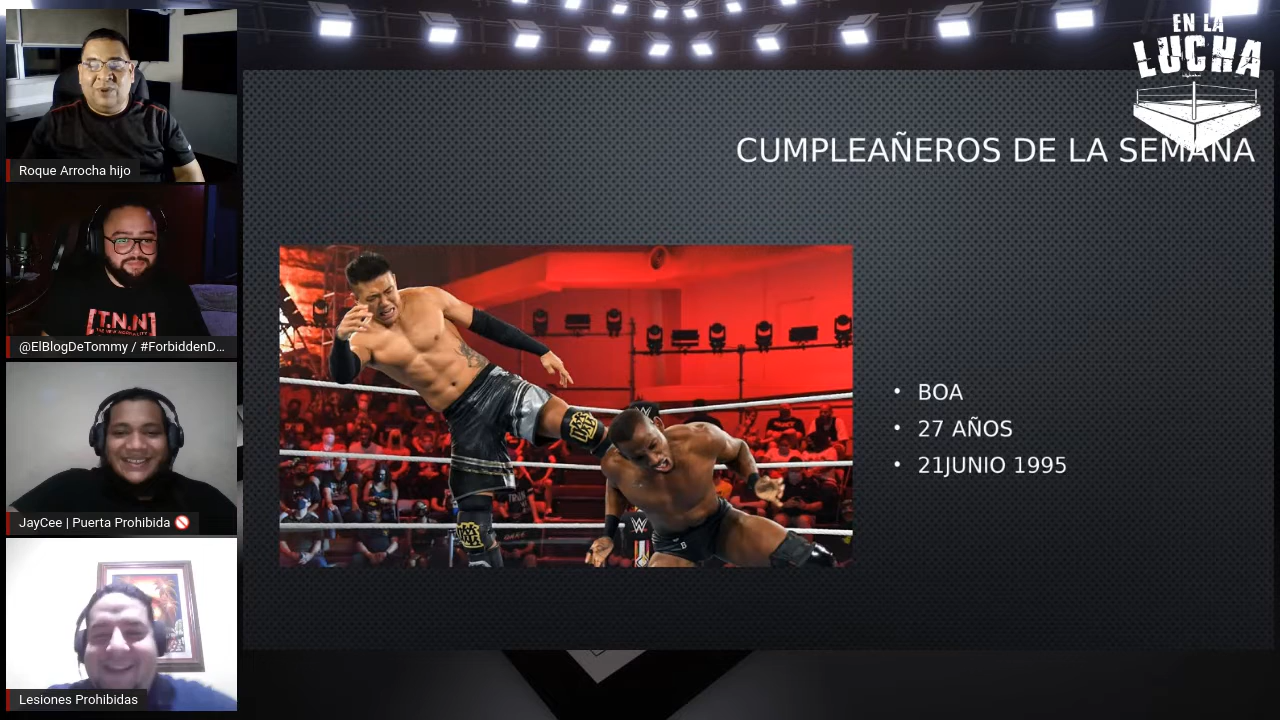 EN LA
LUCHA
CUMPLEAÑEROS DE LA SEMANA
• BOA
• 27 AÑOS
• 21JUNIO 1995
Roque Arrocha hijo
[T.N.N]
@ElBlogDeTommy / #ForbiddenD...
JayCee | Puerta Prohibida 🚫
Lesiones Prohibidas